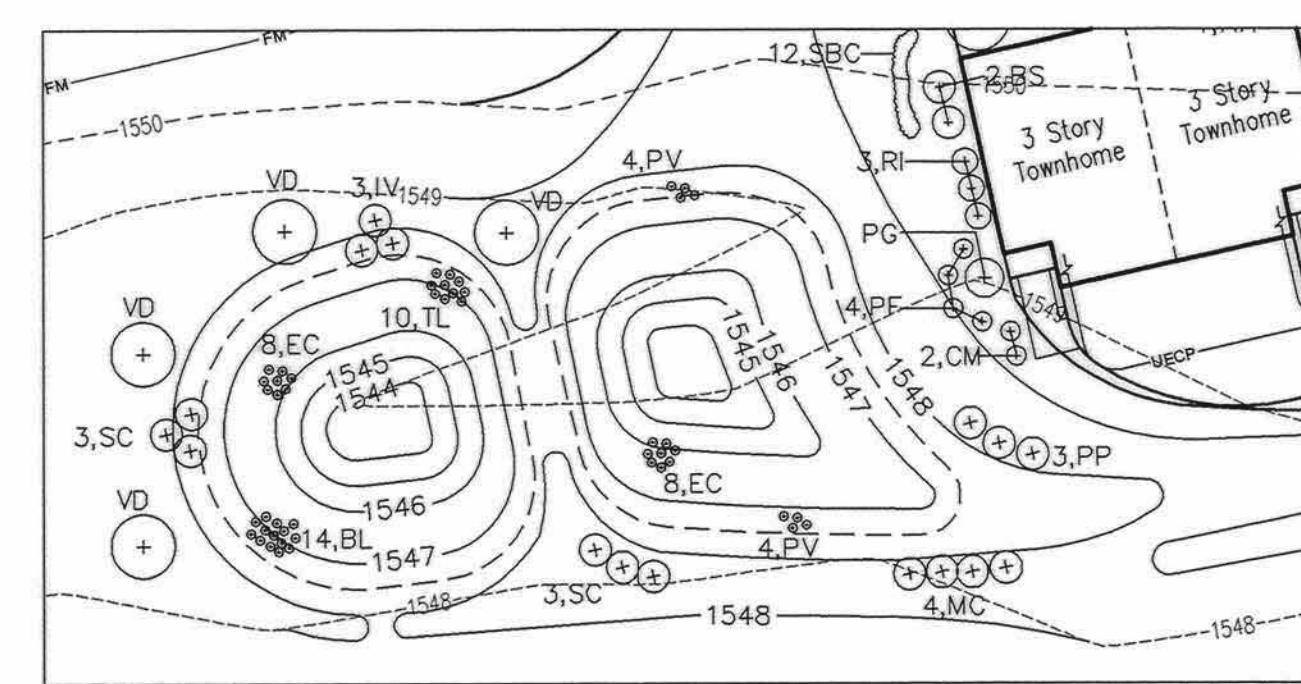 FM
FM
12,SBC
2,BS
1550
1550
3 Story
Townhome
3 Story
Townhome
4,PV
3,RI
VD
3,LV
1549
VD
PG
1549
4,PF
VD
10,TL
8,EC
1545
1544
1545
1546
1547
1548
2,CM
UECP
3,SC
3,PP
8,EC
VD
1546
14,BL
1547
4,PV
3,SC
1548
1548
4,MC
1548